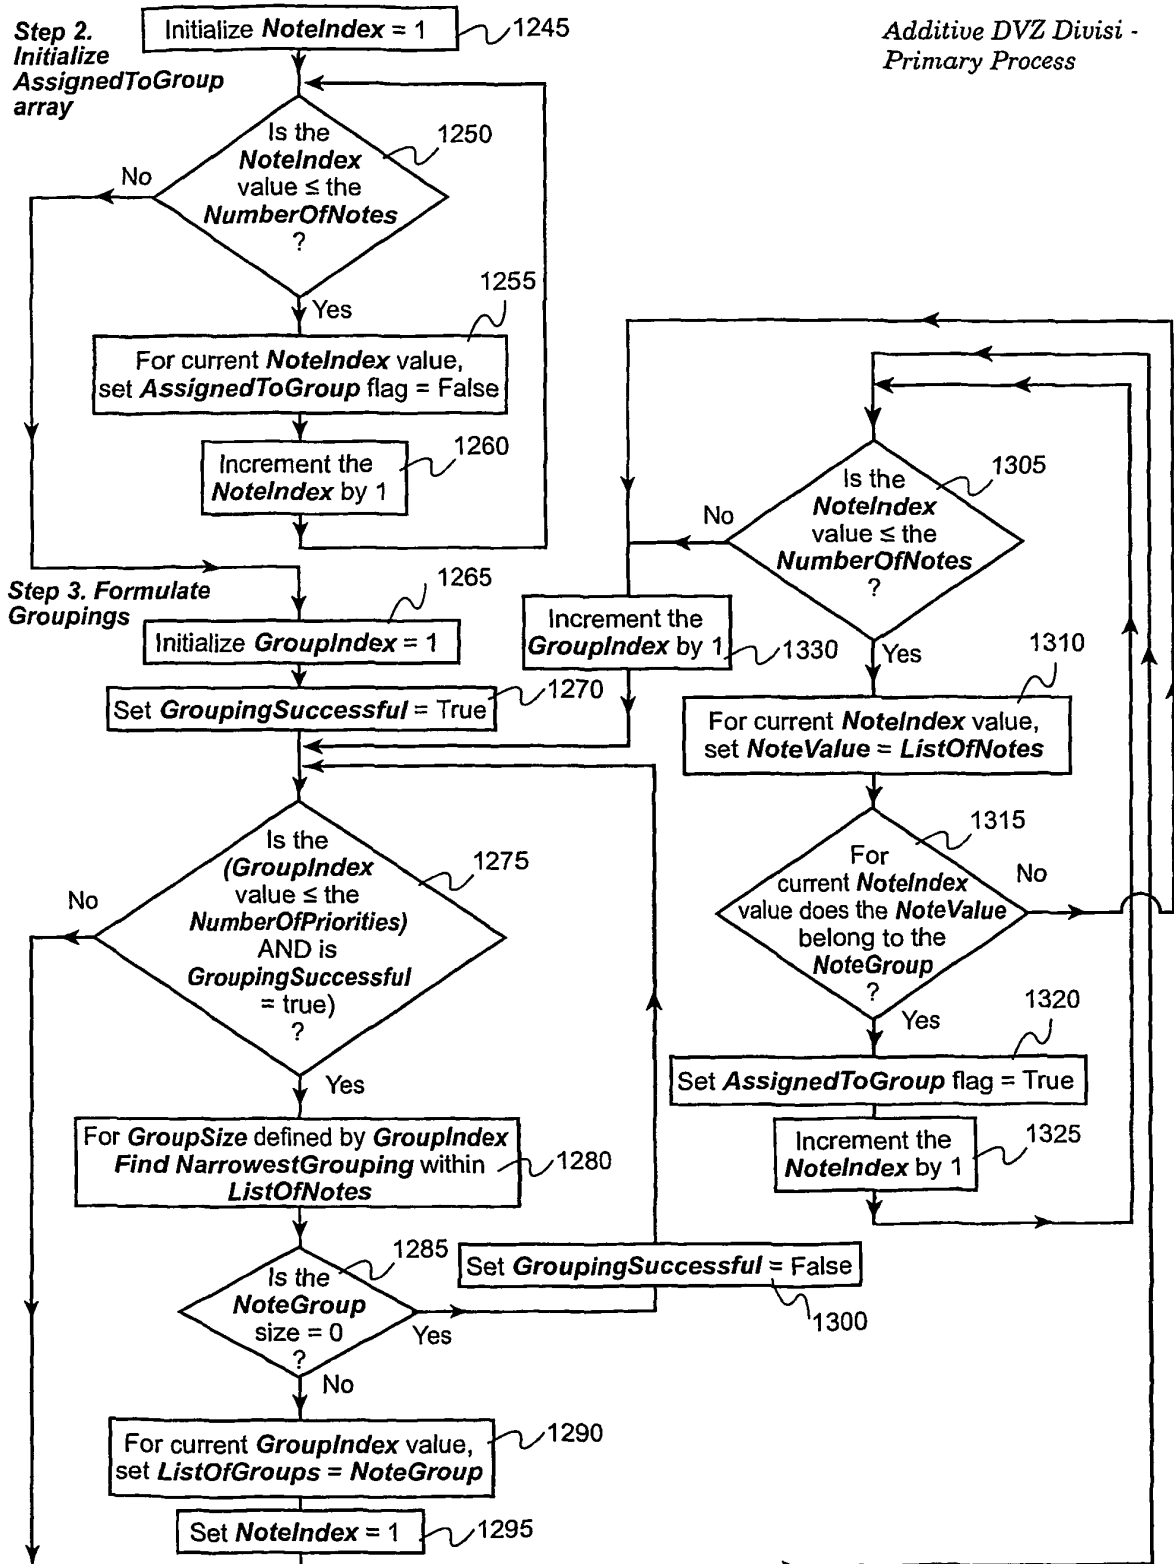 Step 2.
Initialize
AssignedToGroup
array
Initialize NoteIndex = 1
1245
Additive DVZ Divisi -
Primary Process
Is the
NoteIndex
value ≤ the
NumberOfNotes
?
1250
No
Yes
1255
For current NoteIndex value,
set AssignedToGroup flag = False
1260
Increment the
NoteIndex by 1
Step 3. Formulate
Groupings
1265
Initialize GroupIndex = 1
1270
Set GroupingSuccessful = True
Is the
(GroupIndex
value ≤ the
NumberOfPriorities)
AND is
GroupingSuccessful
= true)
?
1275
No
Yes
For GroupSize defined by GroupIndex
Find NarrowestGrouping within
ListOfNotes
1280
Is the
NoteGroup
size = 0
?
1285
Yes
No
Set GroupingSuccessful = False
1300
For current GroupIndex value,
set ListOfGroups = NoteGroup
1290
Set NoteIndex = 1
1295
Is the
NoteIndex
value ≤ the
NumberOfNotes
?
1305
No
Yes
Increment the
GroupIndex by 1
1330
1310
For current NoteIndex value,
set NoteValue = ListOfNotes
1315
For
current NoteIndex
value does the NoteValue
belong to the
NoteGroup
?
No
Yes
1320
Set AssignedToGroup flag = True
Increment the
NoteIndex by 1
1325